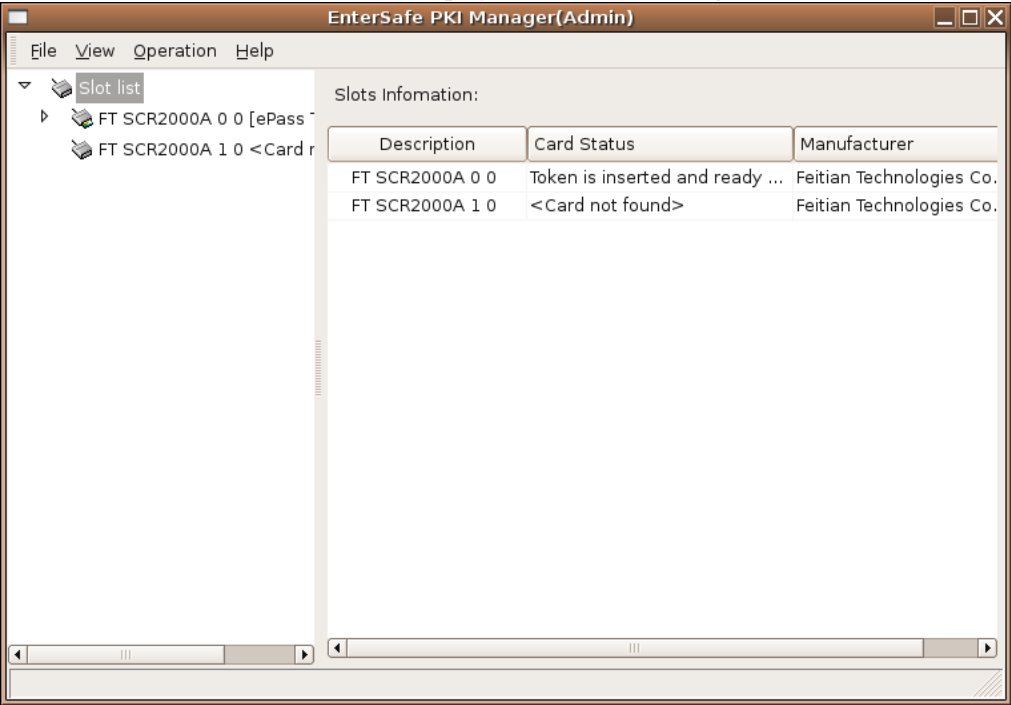 EnterSafe PKI Manager(Admin)
File View Operation Help
Slot list
FT SCR2000A 0 0 [ePass
FT SCR2000A 1 0 <Card
Slots Infomation:
Description Card Status Manufacturer
FT SCR2000A 0 0 Token is inserted and ready ... Feitian Technologies Co.
FT SCR2000A 1 0 <Card not found> Feitian Technologies Co.